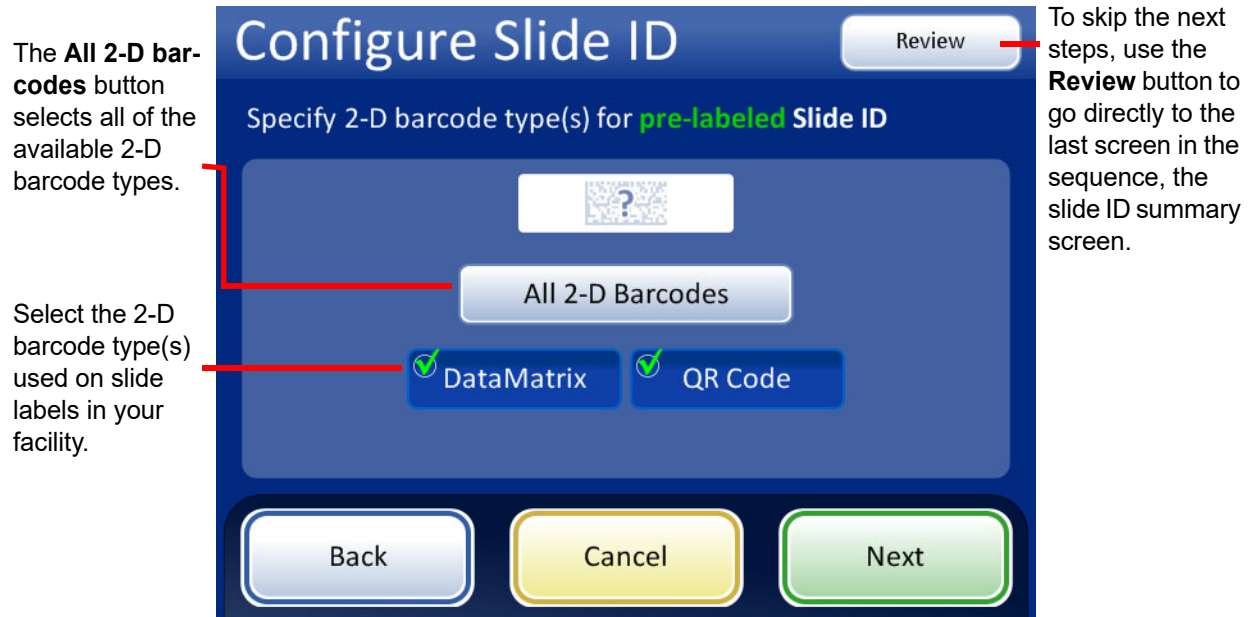 The All 2-D bar-
codes button
selects all of the
available 2-D
barcode types.
Select the 2-D
barcode type(s)
used on slide
labels in your
facility.
Configure Slide ID
Review
Specify 2-D barcode type(s) for pre-labeled Slide ID
?
All 2-D Barcodes
DataMatrix
QR Code
Back
Cancel
Next
To skip the next
steps, use the
Review button to
go directly to the
last screen in the
sequence, the
slide ID summary
screen.